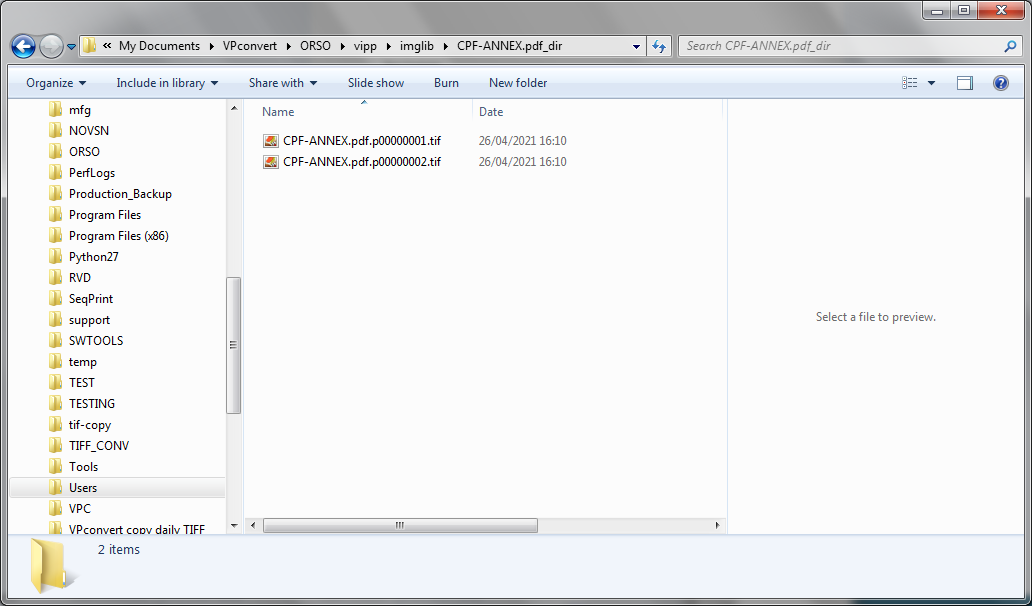 « My Documents VPconvert ORSO vipp imglib CPF-ANNEX.pdf_dir
Search CPF-ANNEX.pdf_dir
Organize Include in library Share with Slide show Burn New folder
mfg
NOVSN
ORSO
PerfLogs
Production_Backup
Program Files
Program Files (x86)
Python27
RVD
SeqPrint
support
SWTOOLS
temp
TEST
TESTING
tif-copy
TIFF_CONV
Tools
Users
VPC
VPconvert copy daily TIFF
Name Date
CPF-ANNEX.pdf.p00000001.tif 26/04/2021 16:10
CPF-ANNEX.pdf.p00000002.tif 26/04/2021 16:10
Select a file to preview.
2 items